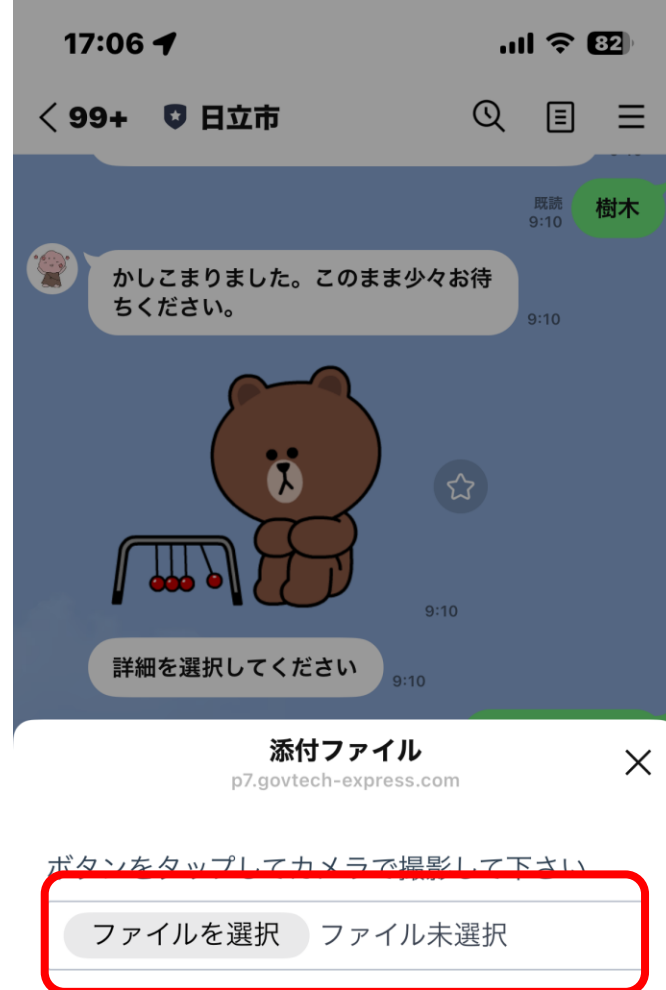 17:06
82
99+
日立市
既読
9:10
樹木
かしこまりました。このまま少々お待
ちください。
9:10
9:10
詳細を選択してください
9:10
添付ファイル
p7.govtech-express.com
ボタンをタップしてカメラで撮影して下さい
ファイルを選択 ファイル未選択